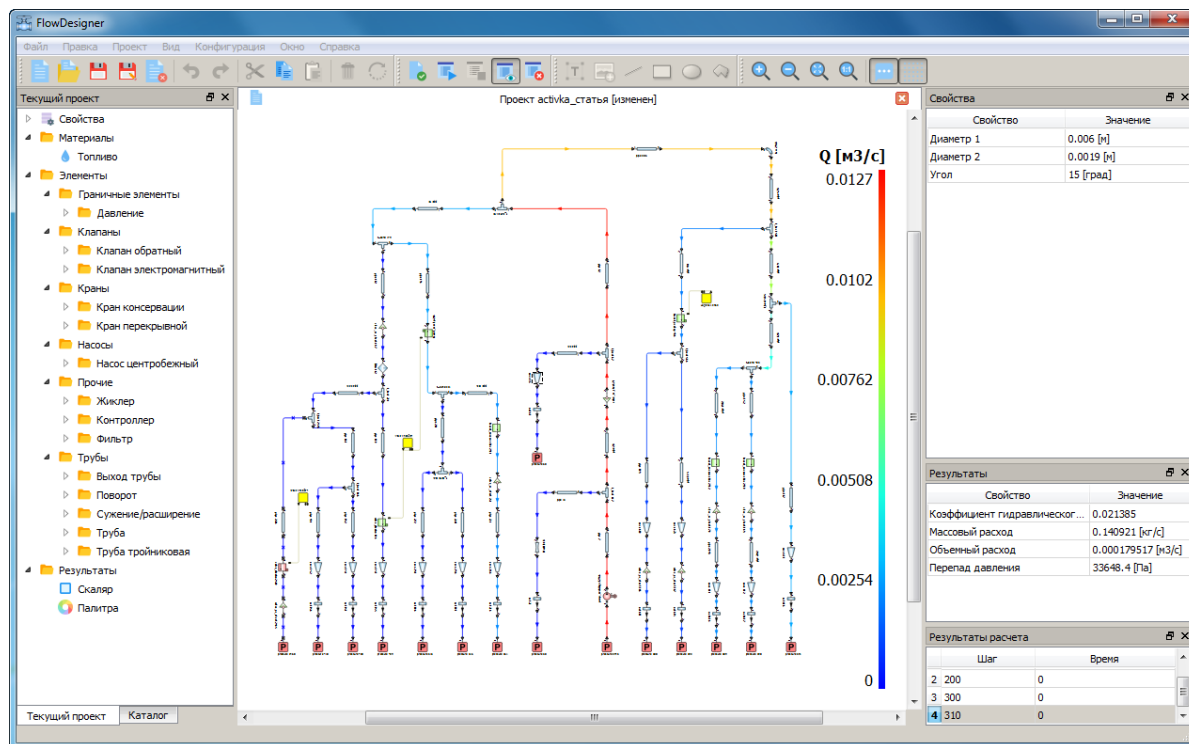 FlowDesigner
Файл Правка Проект Вид Конфигурация Окно Справка
Текущий проект
Свойства
Материалы
Топливо
Элементы
Граничные элементы
Давление
Клапаны
Клапан обратный
Клапан электромагнитный
Краны
Кран консервации
Кран перекрывной
Насосы
Насос центробежный
Прочие
Жиклер
Контроллер
Фильтр
Трубы
Выход трубы
Поворот
Сужение/расширение
Труба
Труба тройниковая
Результаты
Скаляр
Палитра
Текущий проект Каталог
Проект activka_статья [изменен]
Q [м3/с]
0.0127
0.0102
0.00762
0.00508
0.00254
0
P P P P P P P P P P P P P P P
Свойства
Свойство Значение
Диаметр 1 0.006 [м]
Диаметр 2 0.0019 [м]
Угол 15 [град]
Результаты
Свойство Значение
Коэффициент гидравлическог... 0.021385
Массовый расход 0.140921 [кг/с]
Объемный расход 0.000179517 [м3/с]
Перепад давления 33648.4 [Па]
Результаты расчета
Шаг Время
2 200 0
3 300 0
4 310 0